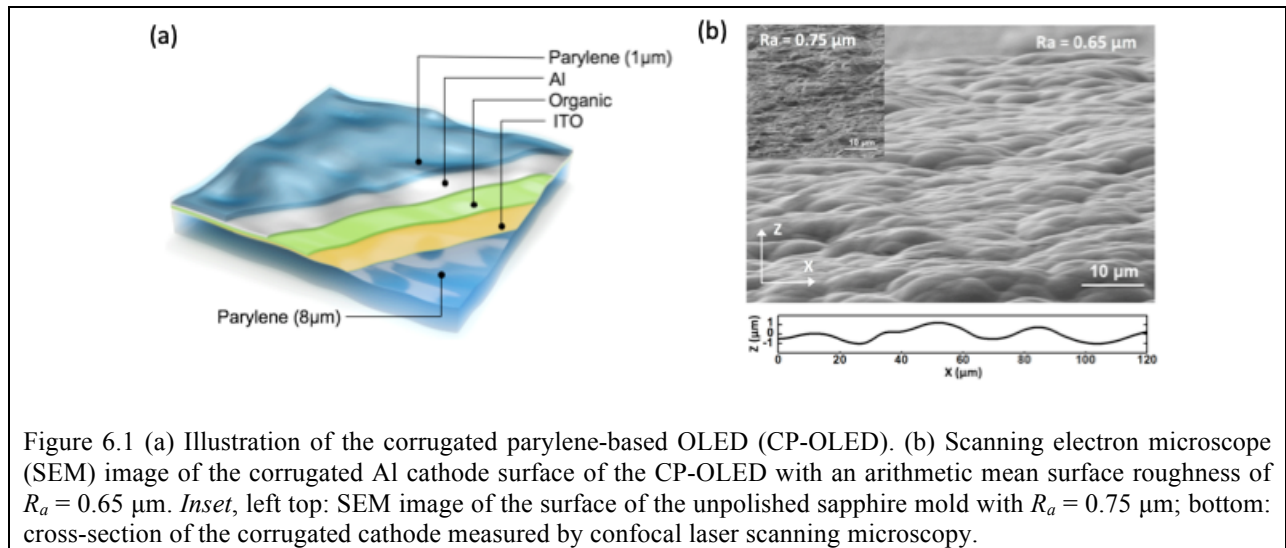 (a)
Parylene (1μm)
Al
Organic
ITO
Parylene (8μm)
(b)
Ra = 0.75 μm
Ra = 0.65 μm
10 μm
Z
X
10 μm
Z (μm)
1
0
-1
0 20 40 60 80 100 120
X (μm)
Figure 6.1 (a) Illustration of the corrugated parylene-based OLED (CP-OLED). (b) Scanning electron microscope
(SEM) image of the corrugated Al cathode surface of the CP-OLED with an arithmetic mean surface roughness of
Rₐ = 0.65 μm. Inset, left top: SEM image of the surface of the unpolished sapphire mold with Rₐ = 0.75 μm; bottom:
cross-section of the corrugated cathode measured by confocal laser scanning microscopy.